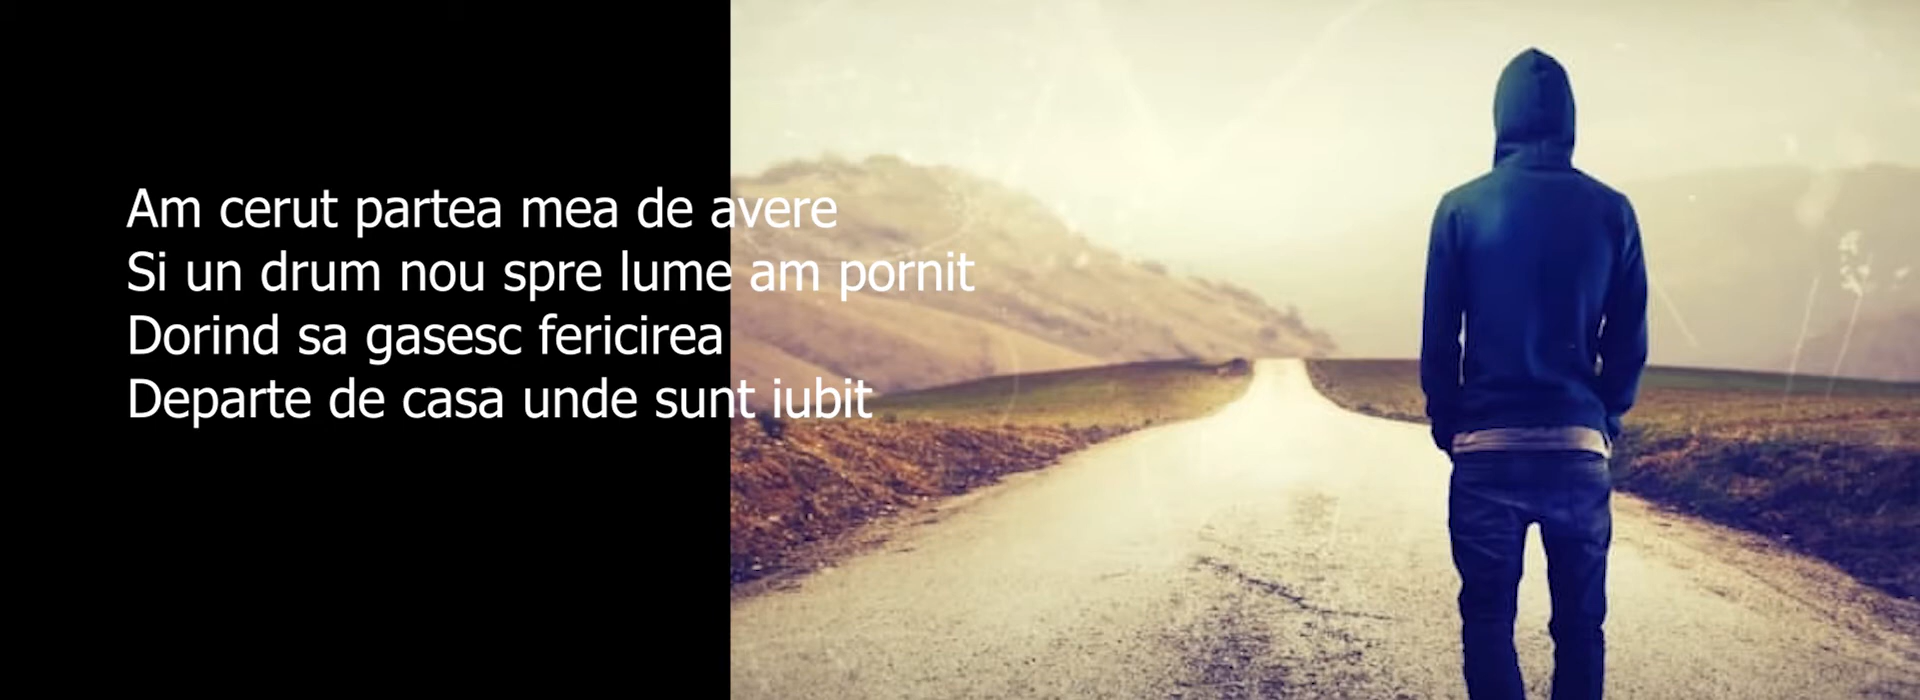 Am cerut partea mea de avere
Si un drum nou spre lume am pornit
Dorind sa gasesc fericirea
Departe de casa unde sunt iubit